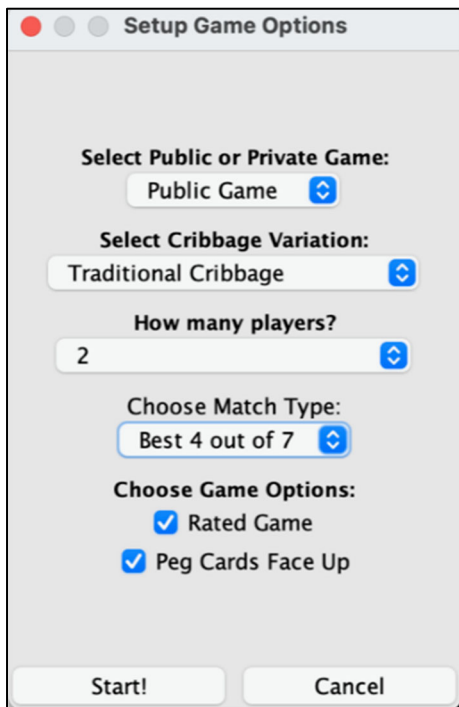 Setup Game Options
Select Public or Private Game:
Public Game
Select Cribbage Variation:
Traditional Cribbage
How many players?
2
Choose Match Type:
Best 4 out of 7
Choose Game Options:
Rated Game
Peg Cards Face Up
Start! Cancel